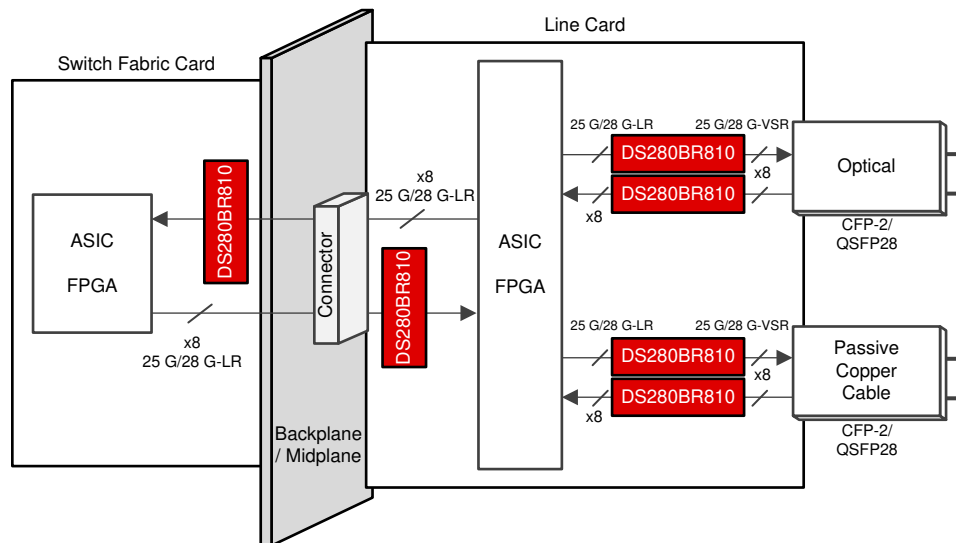 Switch Fabric Card
Line Card
ASIC
FPGA
DS280BR810
x8
25 G/28 G-LR
Backplane
/ Midplane
Connector
x8
25 G/28 G-LR
DS280BR810
ASIC
FPGA
25 G/28 G-LR
25 G/28 G-VSR
DS280BR810
x8
DS280BR810
x8
Optical
CFP-2/
QSFP28
25 G/28 G-LR
25 G/28 G-VSR
DS280BR810
x8
DS280BR810
x8
Passive
Copper
Cable
CFP-2/
QSFP28